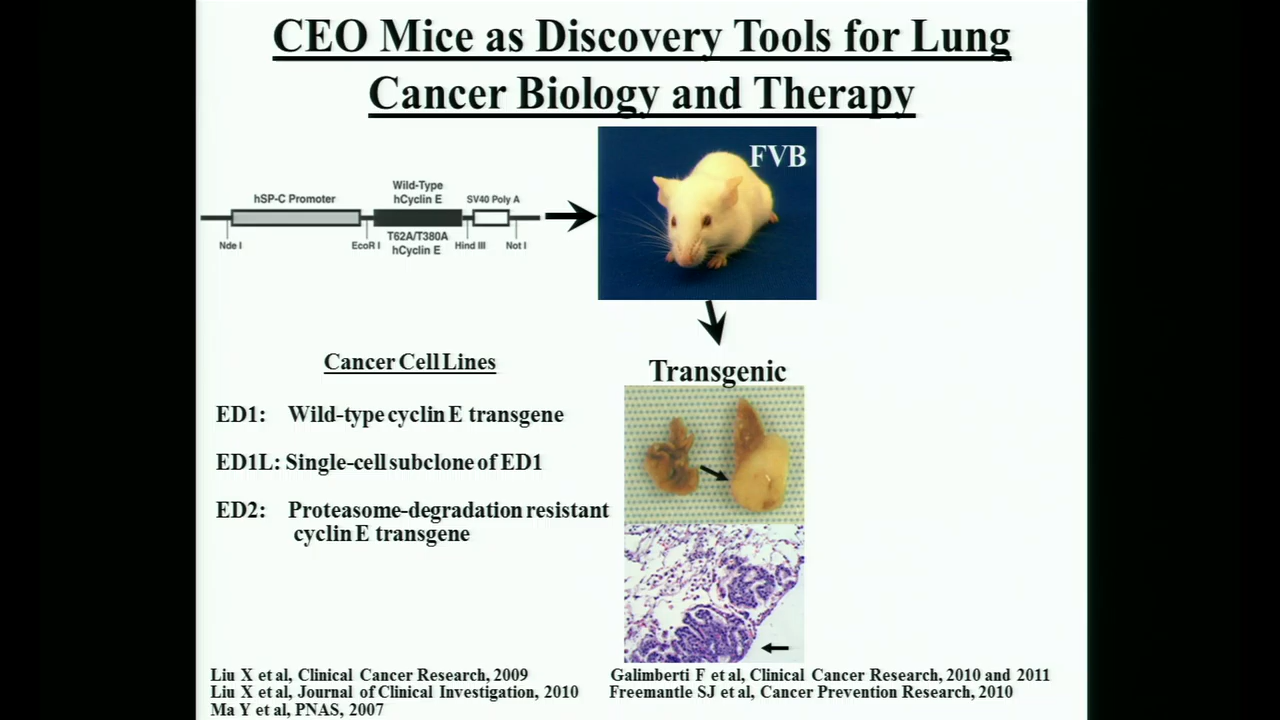 CEO Mice as Discovery Tools for Lung
Cancer Biology and Therapy
FVB
hSP-C Promoter
Wild-Type
hCyclin E
SV40 Poly A
Nde I
EcoR I
T62A/T380A
hCyclin E
Hind III
Not I
Cancer Cell Lines
Transgenic
ED1: Wild-type cyclin E transgene
ED1L: Single-cell subclone of ED1
ED2: Proteasome-degradation resistant
cyclin E transgene
Liu X et al, Clinical Cancer Research, 2009
Liu X et al, Journal of Clinical Investigation, 2010
Ma Y et al, PNAS, 2007
Galimberti F et al, Clinical Cancer Research, 2010 and 2011
Freemantle SJ et al, Cancer Prevention Research, 2010